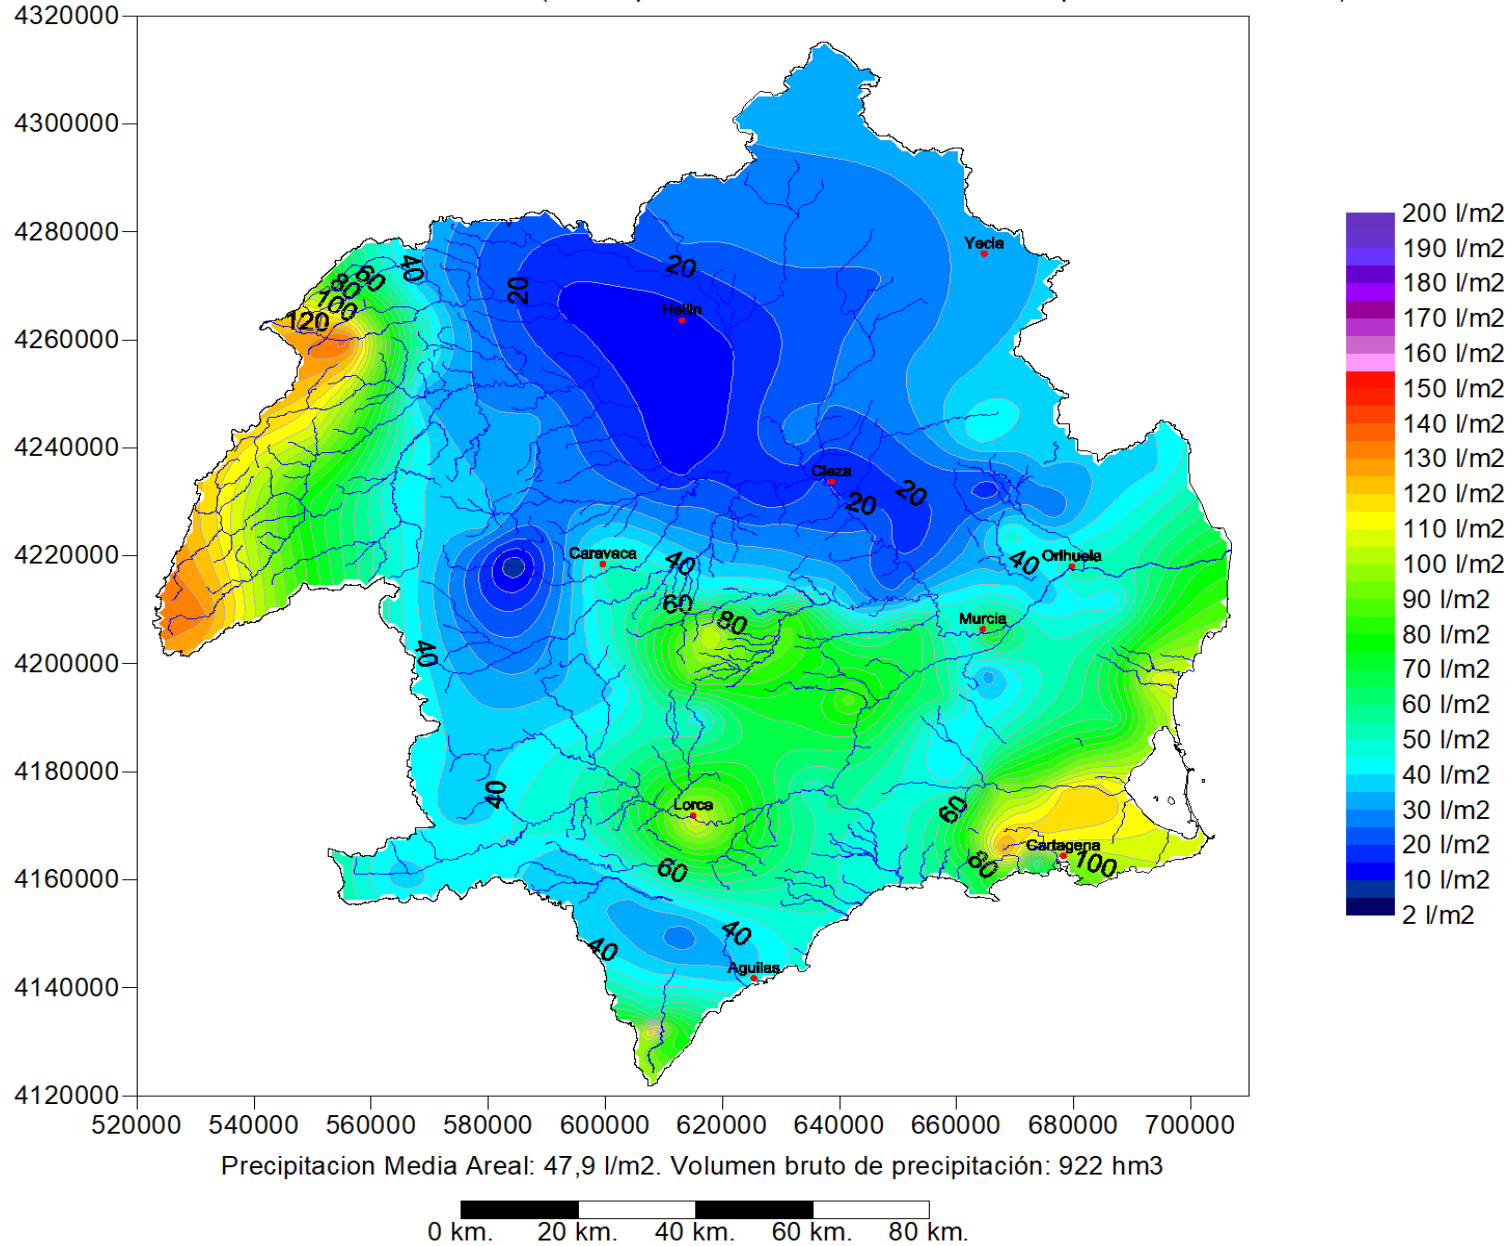 4320000
4300000
4280000
4260000
4240000
4220000
4200000
4180000
4160000
4140000
4120000
520000 540000 560000 580000 600000 620000 640000 660000 680000 700000
Yecla
20
20
Hellin
40
60
80
100
120
Cieza
20
20
Caravaca
40
40
Orihuela
60
80
Murcia
40
40
Lorca
60
60
80
Cartagena
100
40
40
Aguilas
200 l/m2
190 l/m2
180 l/m2
170 l/m2
160 l/m2
150 l/m2
140 l/m2
130 l/m2
120 l/m2
110 l/m2
100 l/m2
90 l/m2
80 l/m2
70 l/m2
60 l/m2
50 l/m2
40 l/m2
30 l/m2
20 l/m2
10 l/m2
2 l/m2
Precipitacion Media Areal: 47,9 l/m2. Volumen bruto de precipitación: 922 hm3
0 km. 20 km. 40 km. 60 km. 80 km.